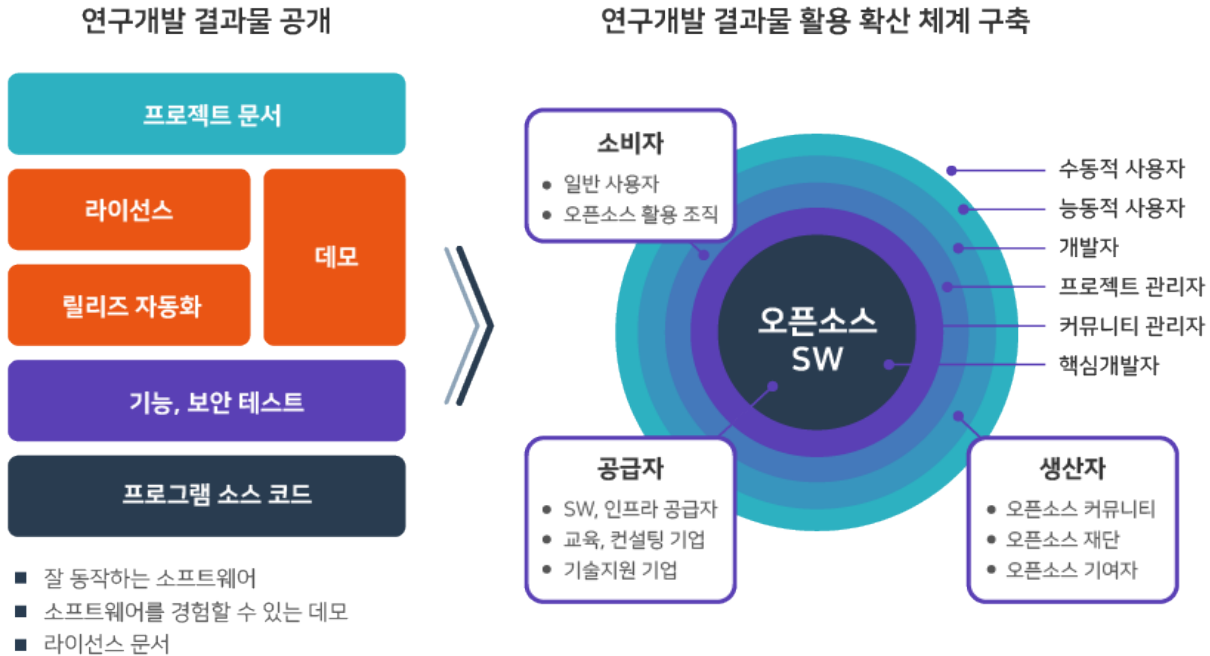 연구개발 결과물 공개
프로젝트 문서
라이선스
데모
릴리즈 자동화
기능, 보안 테스트
프로그램 소스 코드
잘 동작하는 소프트웨어
소프트웨어를 경험할 수 있는 데모
라이선스 문서
연구개발 결과물 활용 확산 체계 구축
소비자
일반 사용자
오픈소스 활용 조직
오픈소스
SW
수동적 사용자
능동적 사용자
개발자
프로젝트 관리자
커뮤니티 관리자
핵심개발자
공급자
SW, 인프라 공급자
교육, 컨설팅 기업
기술지원 기업
생산자
오픈소스 커뮤니티
오픈소스 재단
오픈소스 기여자